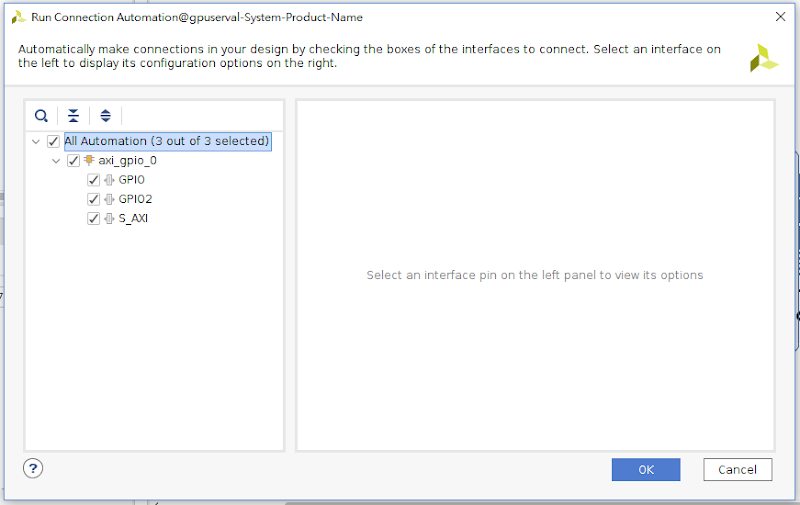 Run Connection Automation@gpuserval-System-Product-Name
Automatically make connections in your design by checking the boxes of the interfaces to connect. Select an interface on
the left to display its configuration options on the right.
All Automation (3 out of 3 selected)
axi_gpio_0
GPIO
GPIO2
S_AXI
Select an interface pin on the left panel to view its options
?
OK
Cancel